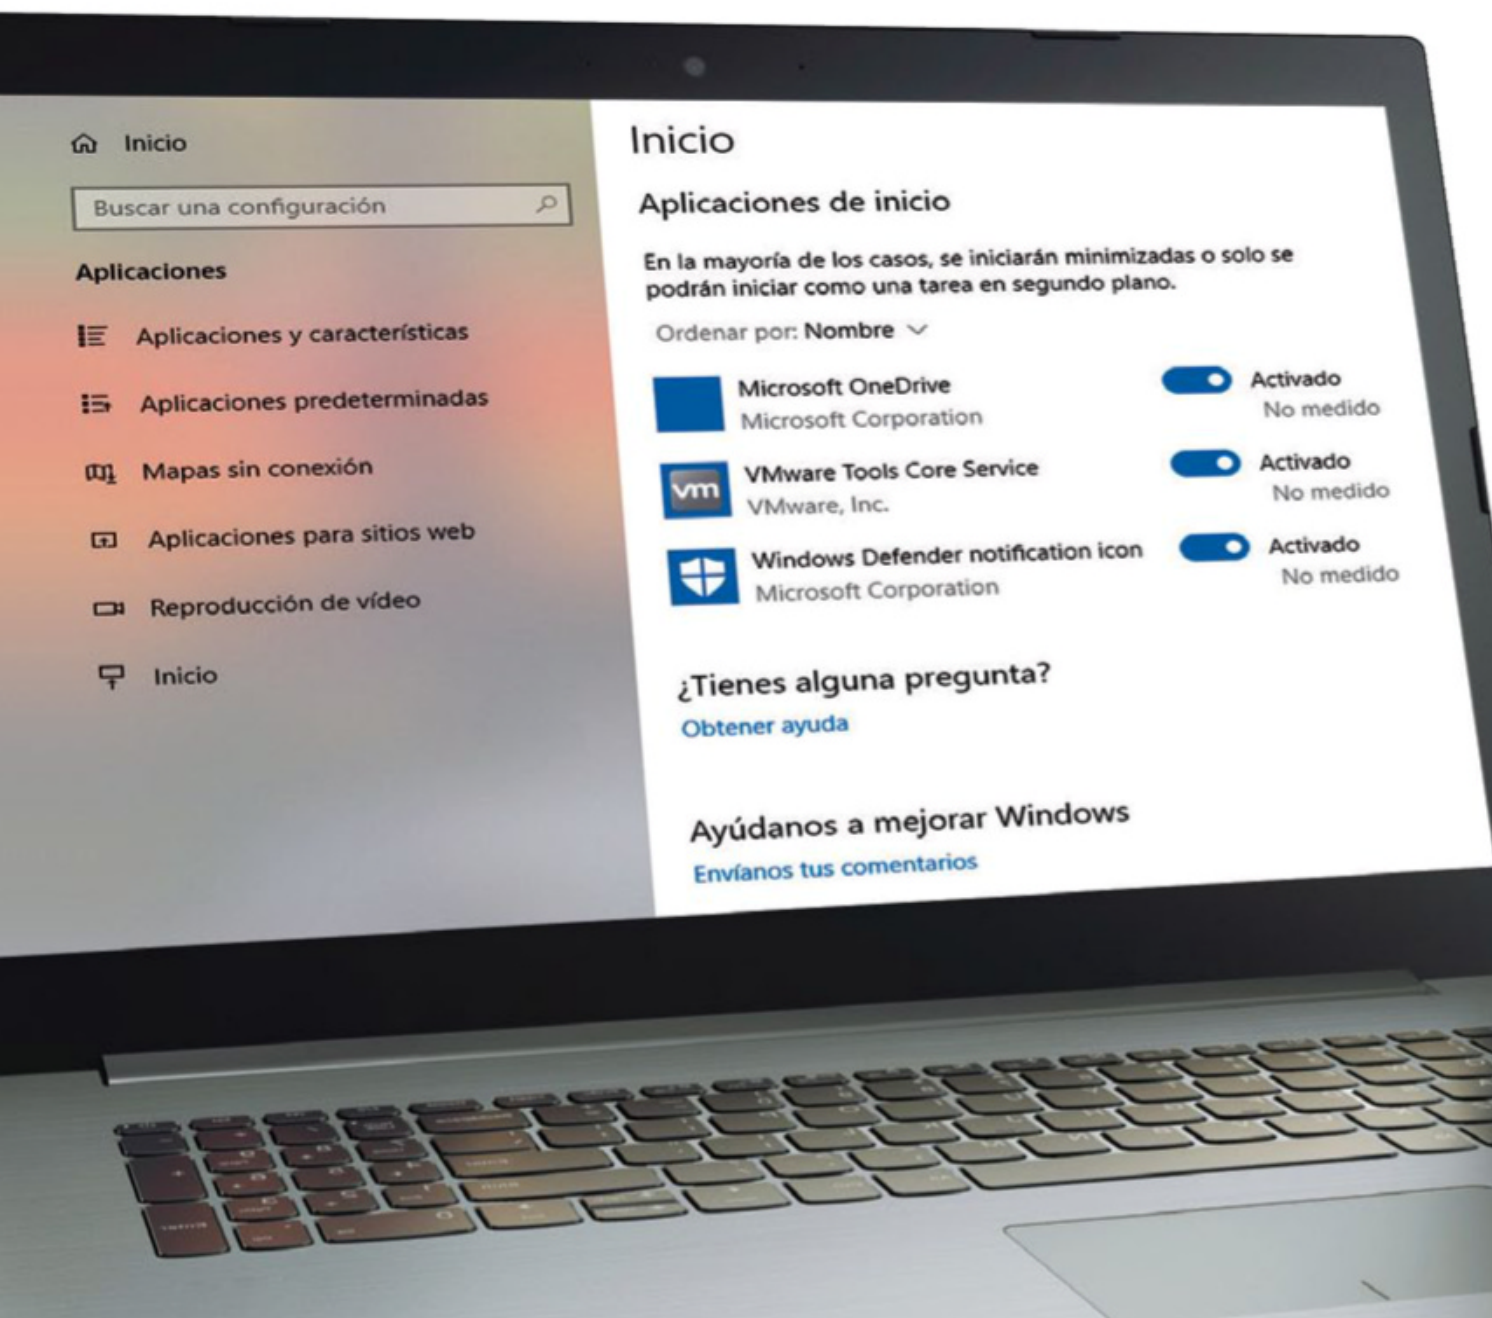 Inicio
Buscar una configuración
Aplicaciones
Aplicaciones y características
Aplicaciones predeterminadas
Mapas sin conexión
Aplicaciones para sitios web
Reproducción de vídeo
Inicio
Inicio
Aplicaciones de inicio
En la mayoría de los casos, se iniciarán minimizadas o solo se
podrán iniciar como una tarea en segundo plano.
Ordenar por: Nombre
Microsoft OneDrive
Microsoft Corporation
Activado
No medido
vm
VMware Tools Core Service
VMware, Inc.
Activado
No medido
Windows Defender notification icon
Microsoft Corporation
Activado
No medido
¿Tienes alguna pregunta?
Obtener ayuda
Ayúdanos a mejorar Windows
Envíanos tus comentarios